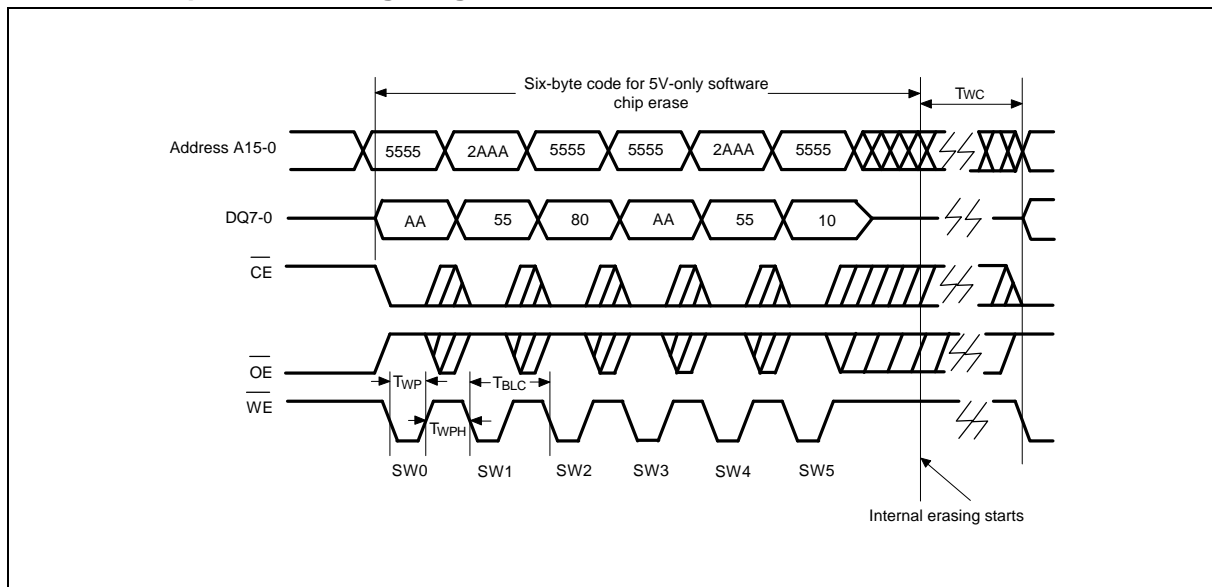 Six-byte code for 5V-only software
chip erase
TWC
Address A15-0
5555
2AAA
5555
5555
2AAA
5555
DQ7-0
AA
55
80
AA
55
10
CE
OE
TWP
TBLC
WE
TWPH
SW0
SW1
SW2
SW3
SW4
SW5
Internal erasing starts